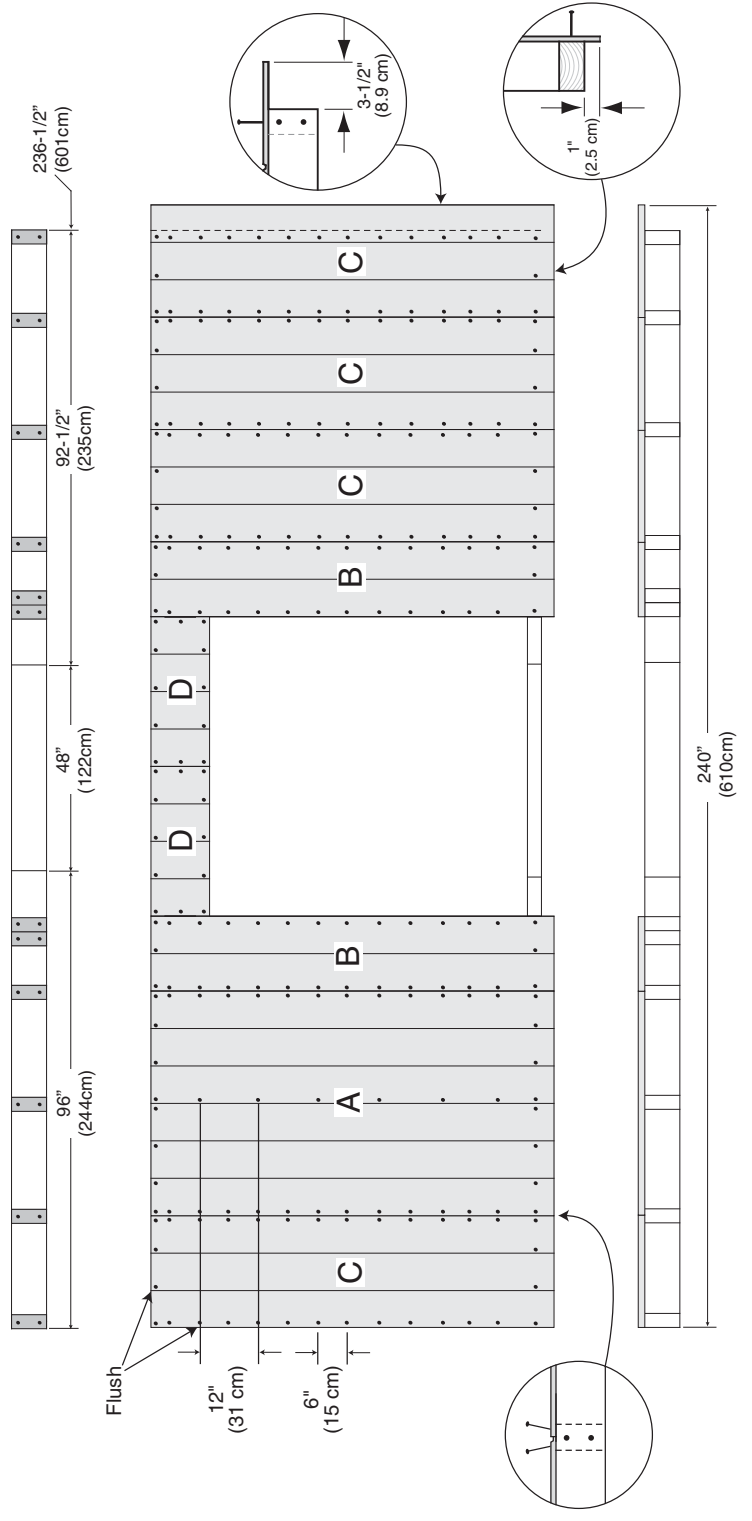 96”
(244cm)
48”
(122cm)
92-1/2”
(235cm)
236-1/2”
(601cm)
Flush
12"
(31 cm)
6"
(15 cm)
C
A
B
D
D
B
C
C
C
3-1/2"
(8.9 cm)
1"
(2.5 cm)
240”
(610cm)